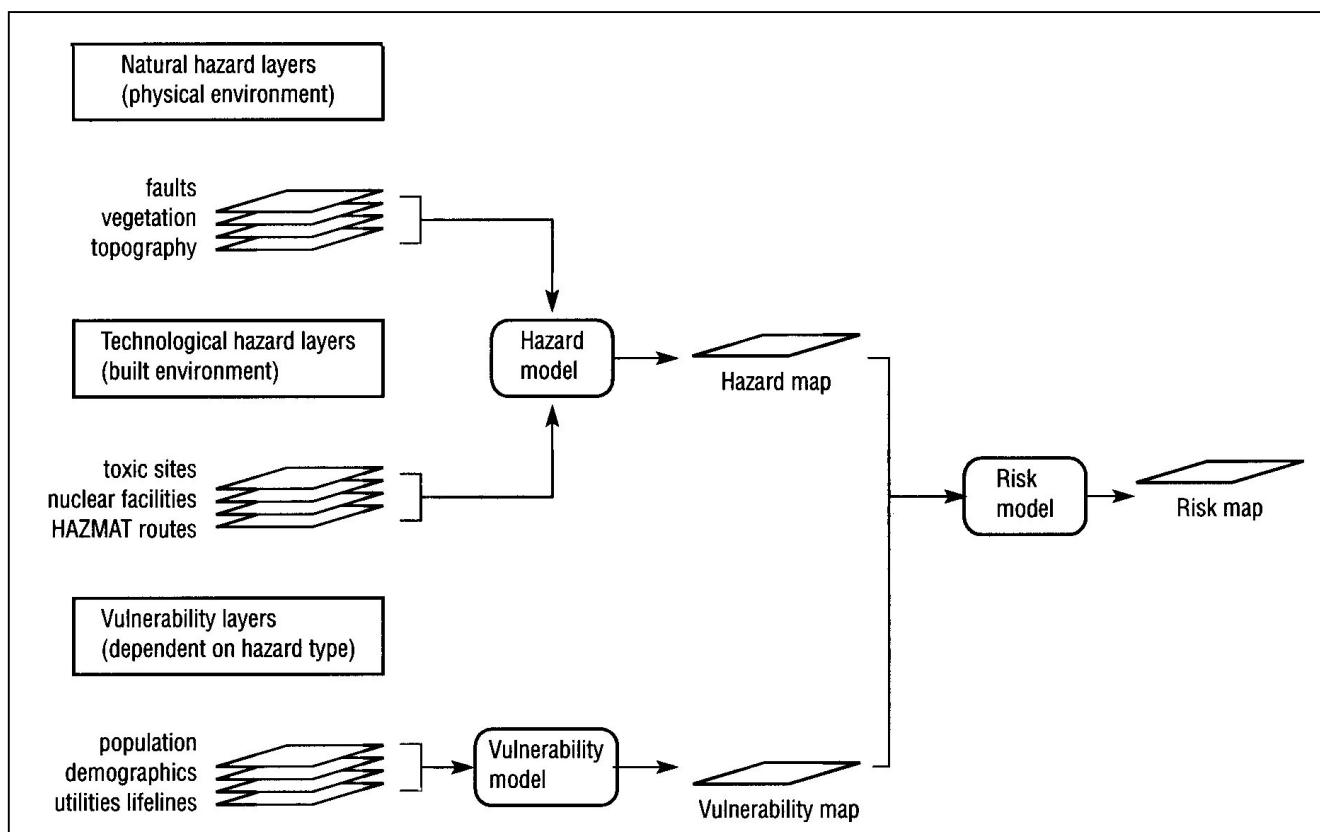 Natural hazard layers
(physical environment)
faults
vegetation
topography
Technological hazard layers
(built environment)
Hazard
model
Hazard map
toxic sites
nuclear facilities
HAZMAT routes
Risk
model
Risk map
Vulnerability layers
(dependent on hazard type)
population
demographics
utilities lifelines
Vulnerability
model
Vulnerability map